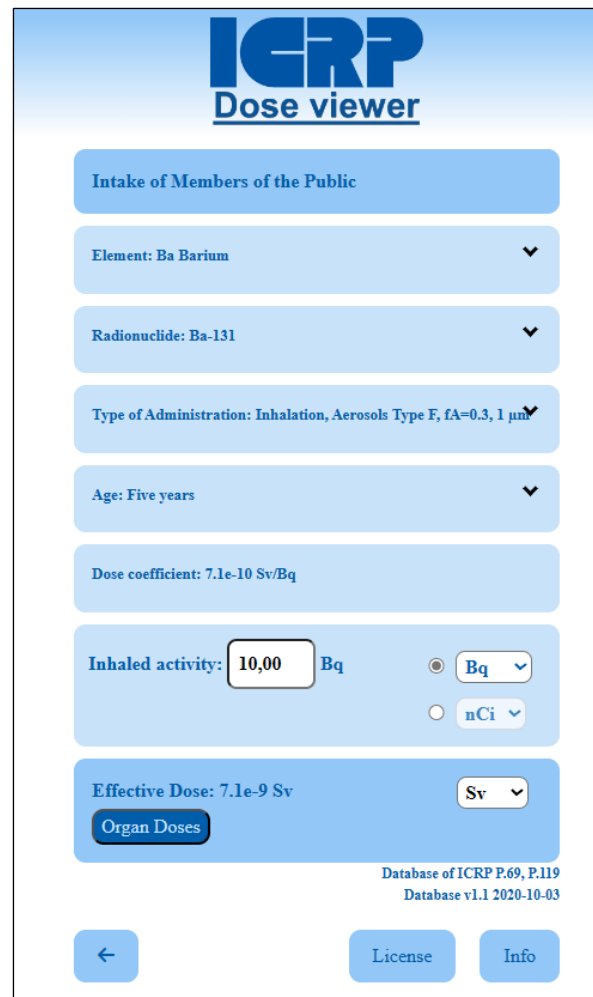 ICRP
Dose viewer
Intake of Members of the Public
Element: Ba Barium
Radionuclide: Ba-131
Type of Administration: Inhalation, Aerosols Type F, fA=0.3, 1 µm
Age: Five years
Dose coefficient: 7.1e-10 Sv/Bq
Inhaled activity: 10,00 Bq Bq
nCi
Effective Dose: 7.1e-9 Sv Sv
Organ Doses
Database of ICRP P.69, P.119
Database v1.1 2020-10-03
← License Info